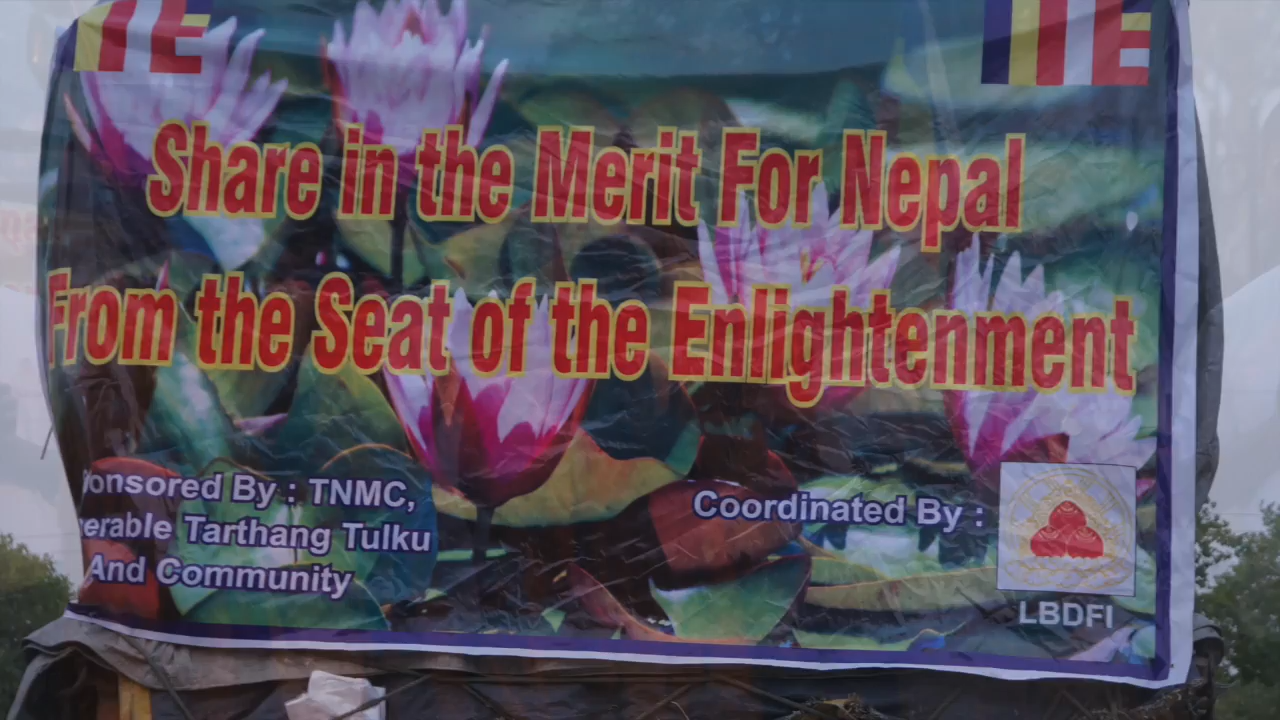 Share in the Merit For Nepal
From the Seat of the Enlightenment
onsored By : TNMC,
erable Tarthang Tulku
And Community
Coordinated By :
LBDFI